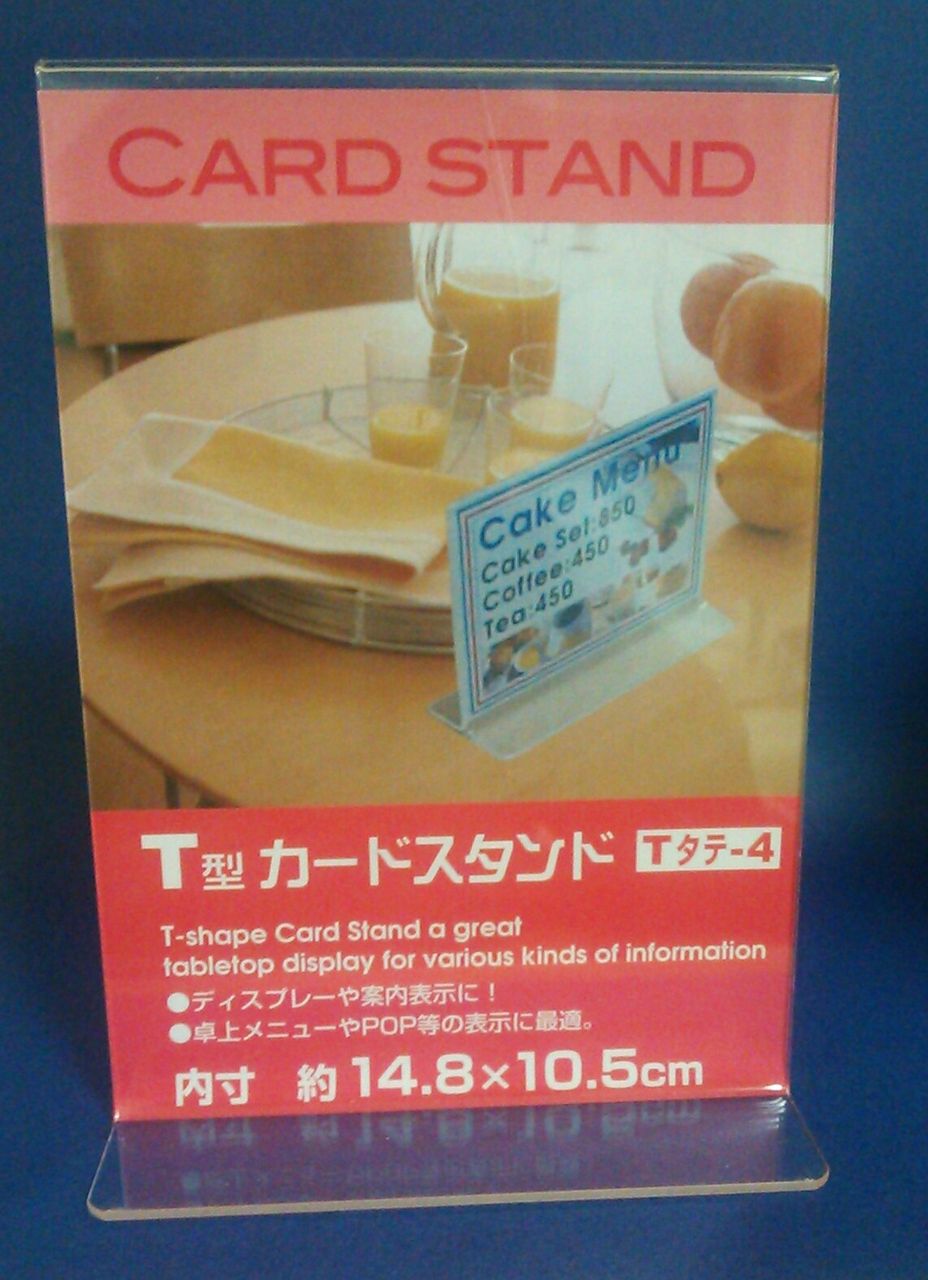 CARD STAND
Cake Menu
Cake Set:850
Coffee:450
Tea:450
T型 カードスタンド Tタテ-4
T-shape Card Stand a great
tabletop display for various kinds of information
●ディスプレーや案内表示に!
●卓上メニューやPOP等の表示に最適。
内寸 約14.8×10.5cm